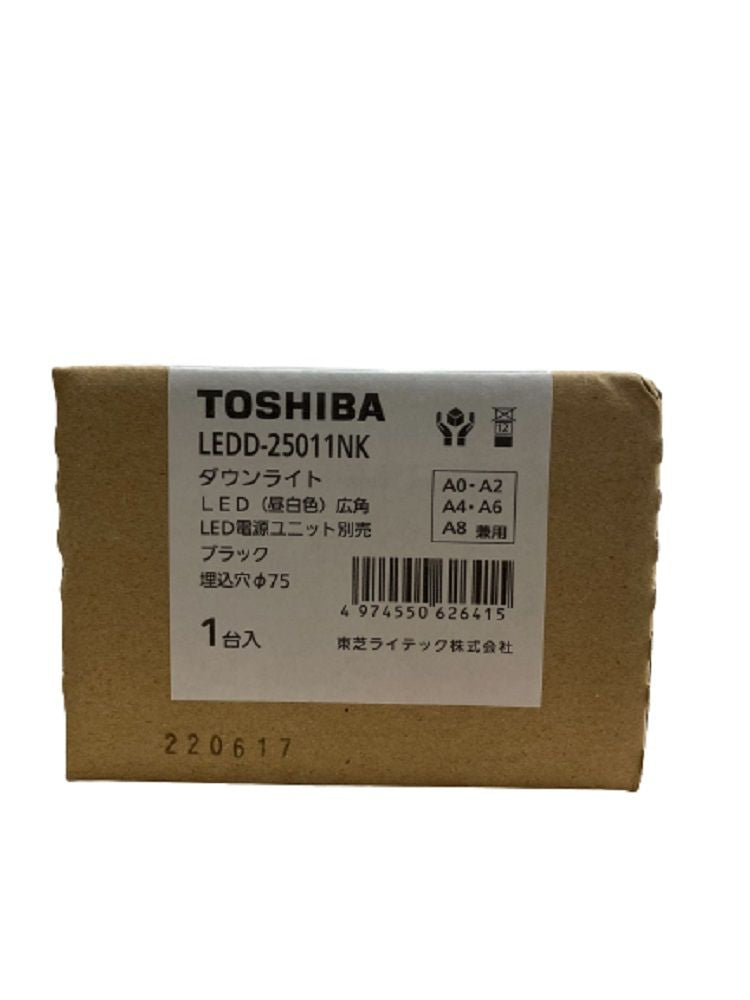 TOSHIBA
LEDD-25011NK
ダウンライト
LED（昼白色）広角
LED電源ユニット別売
ブラック
埋込穴φ75
1台入
12
A0・A2
A4・A6
A8 兼用
4 974550 626415
東芝ライテック株式会社
220617